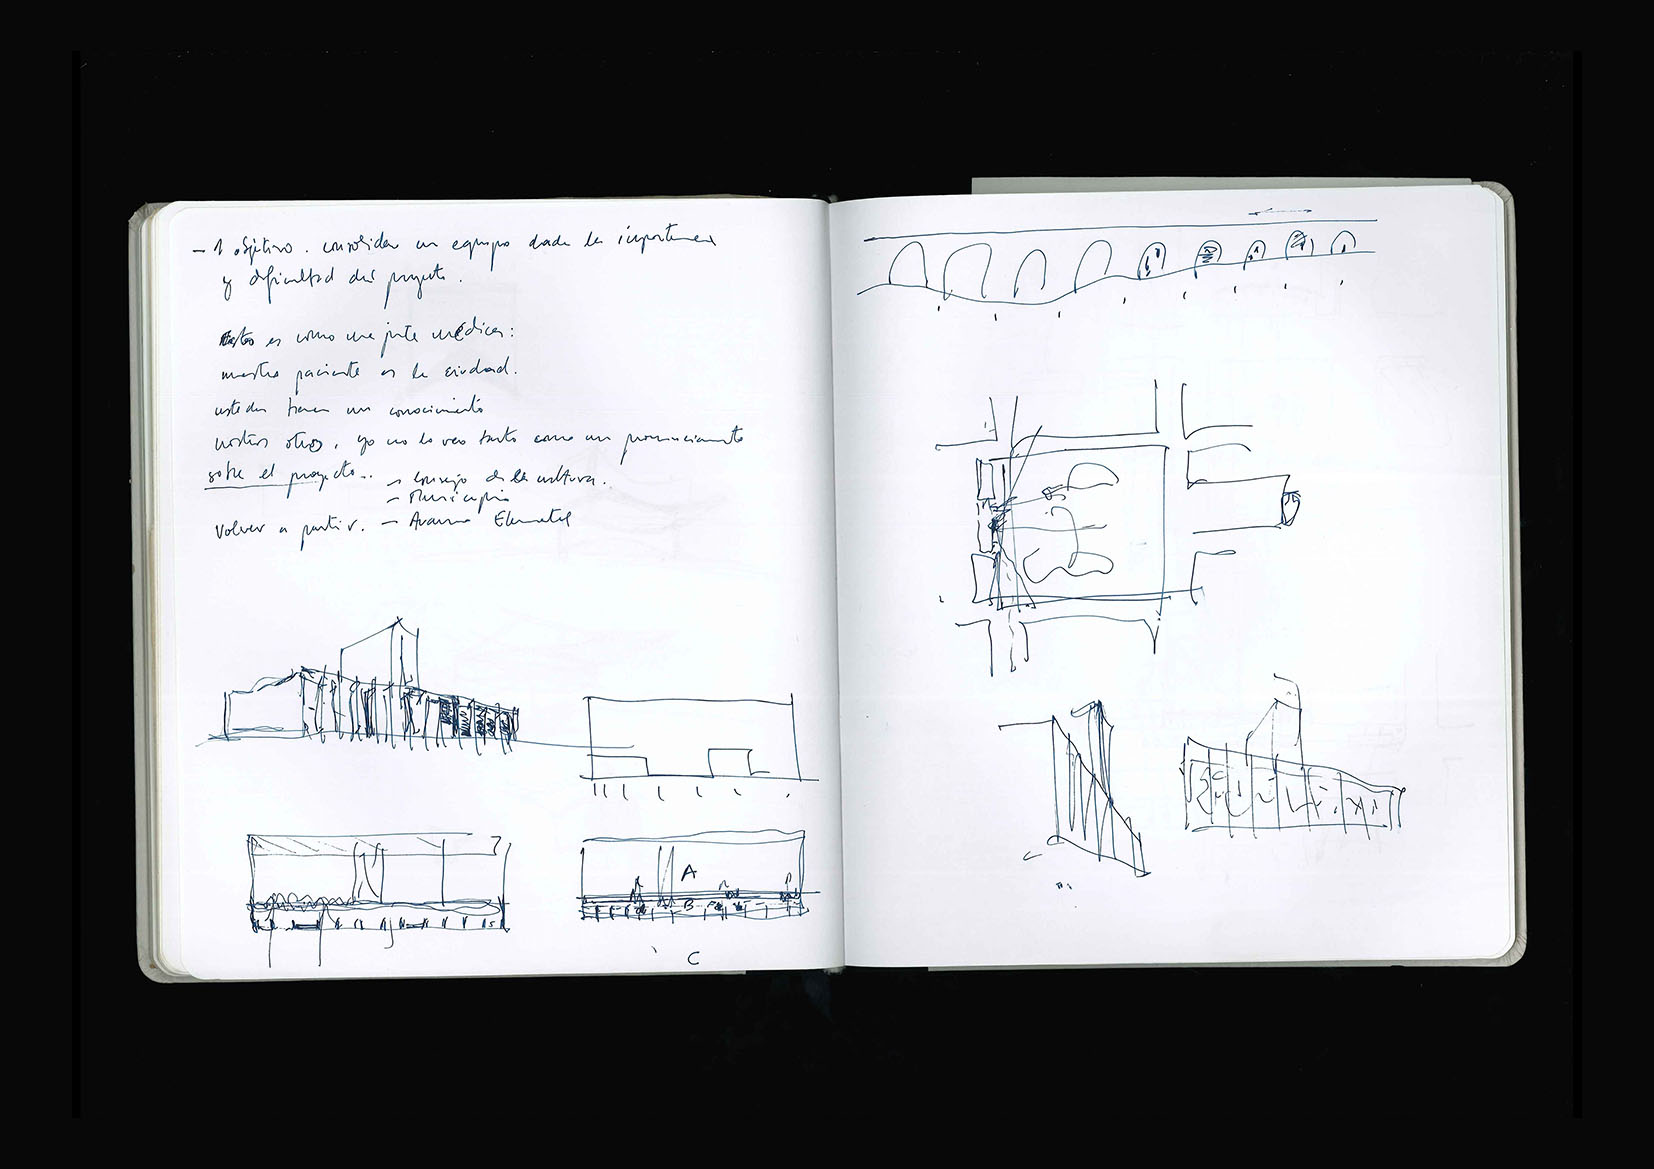 – 1 objetivo. consolidar un equipo dada la importancia
y dificultad del proyecto.
Esto es como una junta médica:
nuestro paciente es la ciudad.
ustedes tienen un conocimiento
nosotros otros, yo no lo veo tanto como un pronunciamiento
sobre el proyecto..
– Consejo de la cultura.
– Municipio
volver a partir. – Avance Elemental
A
B
C